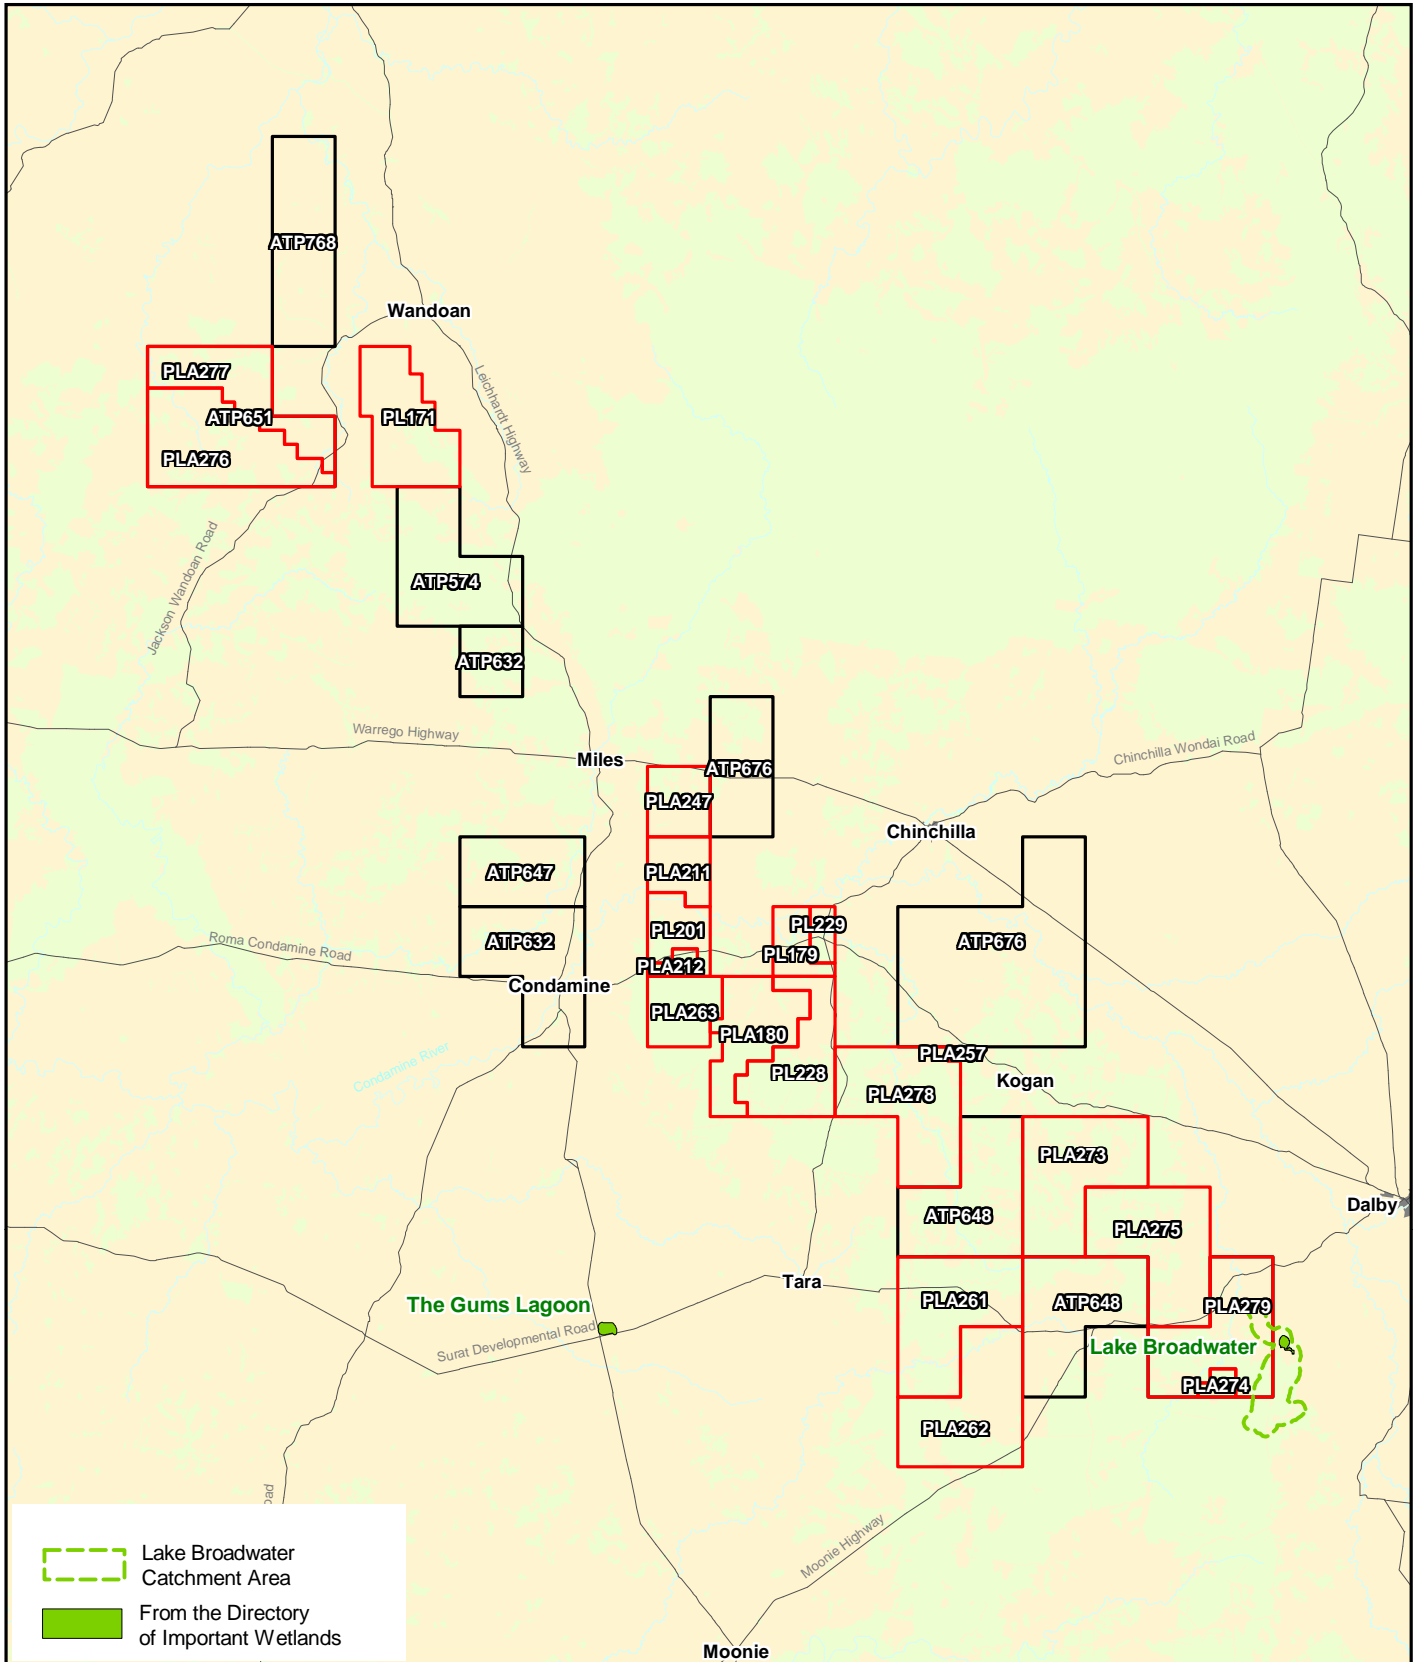 ATP768
Wandoan
PLA277
ATP651
PL171
PLA276
Leichhardt Highway
Jackson Wandoan Road
ATP574
ATP632
Warrego Highway
Miles
ATP676
Chinchilla Wondai Road
PLA247
Chinchilla
ATP647
PLA211
PL201
PL229
ATP632
ATP676
Roma Condamine Road
PL179
PLA212
Condamine
PLA263
PLA180
Condamine River
PLA257
PL228
Kogan
PLA278
PLA273
Dalby
ATP648
PLA275
Tara
PLA261
ATP648
PLA279
The Gums Lagoon
Surat Developmental Road
Lake Broadwater
PLA274
PLA262
oad
Moonie Highway
Lake Broadwater
Catchment Area
From the Directory
of Important Wetlands
Moonie